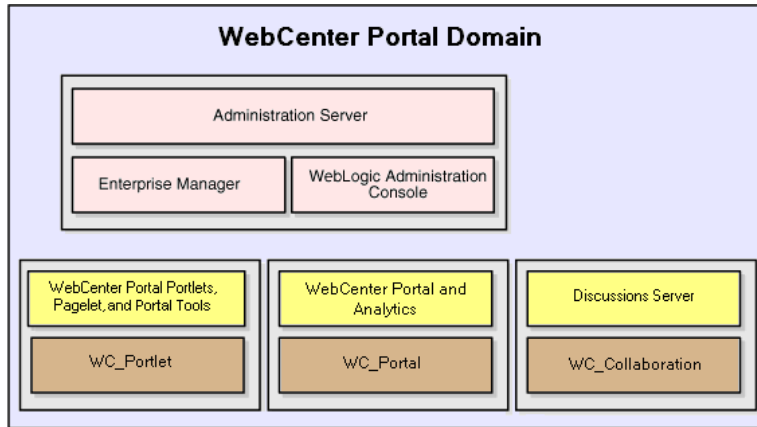 WebCenter Portal Domain
Administration Server
Enterprise Manager
WebLogic Administration
Console
WebCenter Portal Portlets,
Pagelet, and Portal Tools
WC_Portlet
WebCenter Portal and
Analytics
WC_Portal
Discussions Server
WC_Collaboration